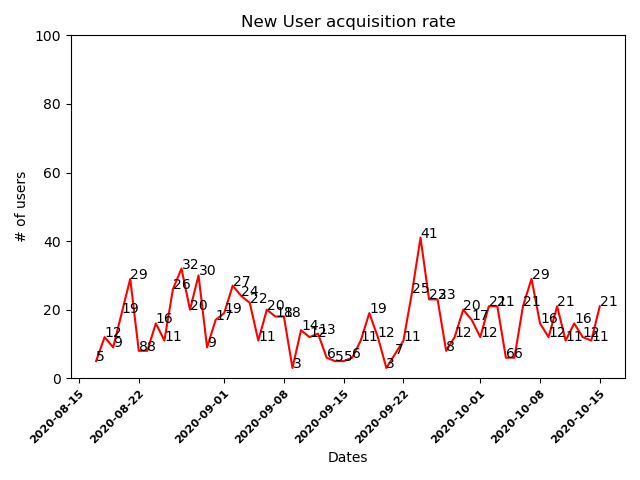 New User acquisition rate
# of users
100
80
60
40
20
0
5 12 9 19 29 8 8 16 11 26 32 20 30 9 17 19 27 24 22 11 20 18 18 3 14 12 13 6 5 5 6 11 19 12 3 7 11 25 41 23 23 8 12 20 17 12 21 21 6 6 21 29 16 12 21 11 16 12 11 21
2020-08-15 2020-08-22 2020-09-01 2020-09-08 2020-09-15 2020-09-22 2020-10-01 2020-10-08 2020-10-15
Dates